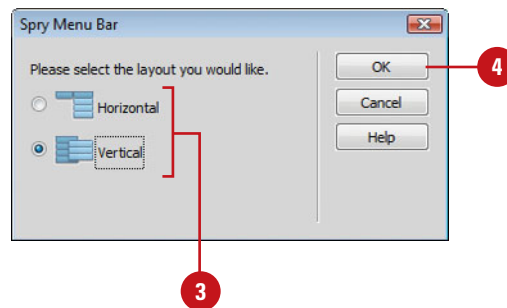 Spry Menu Bar
Please select the layout you would like.
Horizontal
Vertical
OK
Cancel
Help
4
3